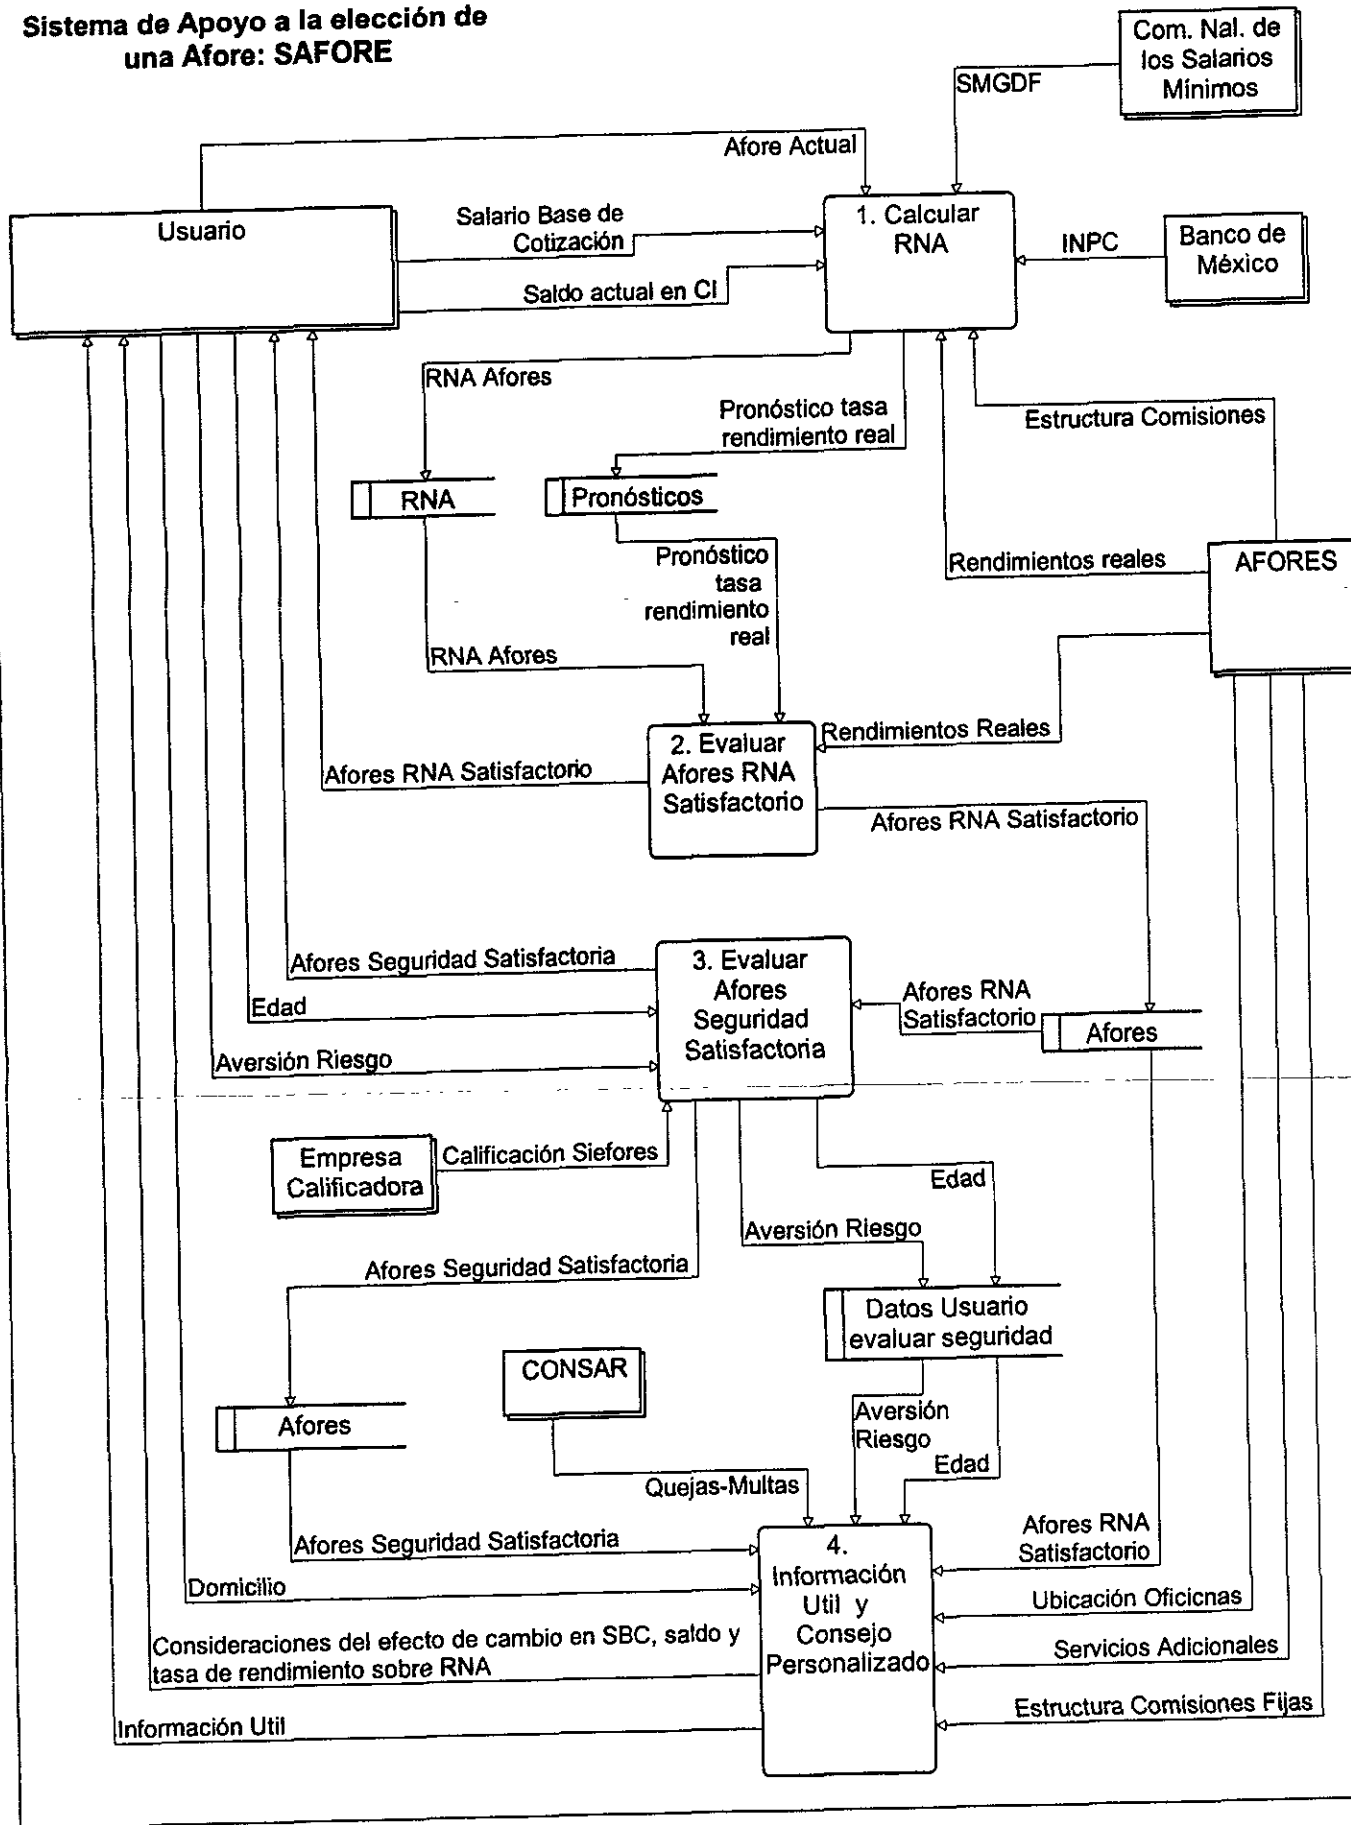 Sistema de Apoyo a la elección de
una Afore: SAFORE
Com. Nal. de
los Salarios
Mínimos
SMGDF
Afore Actual
Usuario
Salario Base de
Cotización
1. Calcular
RNA
INPC
Banco de
México
Saldo actual en CI
RNA Afores
Pronóstico tasa
rendimiento real
Estructura Comisiones
RNA
Pronósticos
Pronóstico
tasa
rendimiento
real
Rendimientos reales
AFORES
RNA Afores
2. Evaluar
Afores RNA
Satisfactorio
Rendimientos Reales
Afores RNA Satisfactorio
Afores RNA Satisfactorio
Afores Seguridad Satisfactoria
3. Evaluar
Afores
Seguridad
Satisfactoria
Afores RNA
Satisfactorio
Afores
Edad
Aversión Riesgo
Empresa
Calificadora
Calificación Siefores
Edad
Aversión Riesgo
Afores Seguridad Satisfactoria
Datos Usuario
evaluar seguridad
CONSAR
Afores
Aversión
Riesgo
Edad
Quejas-Multas
Afores Seguridad Satisfactoria
4.
Información
Util y
Consejo
Personalizado
Afores RNA
Satisfactorio
Domicilio
Ubicación Oficicnas
Consideraciones del efecto de cambio en SBC, saldo y
tasa de rendimiento sobre RNA
Servicios Adicionales
Estructura Comisiones Fijas
Información Util